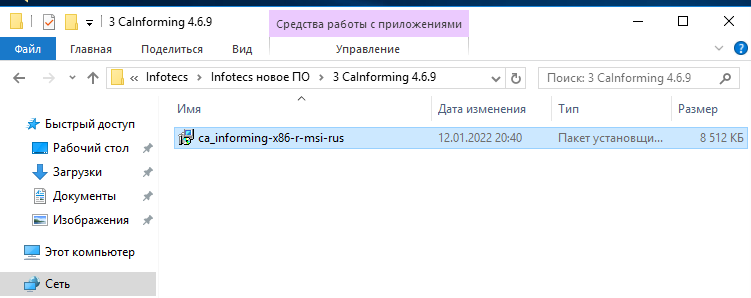 3 CaInforming 4.6.9
Средства работы с приложениями
Файл Главная Поделиться Вид Управление
« Infotecs > Infotecs новое ПО > 3 CaInforming 4.6.9
Поиск: 3 CaInforming 4.6.9
Имя Дата изменения Тип Размер
Быстрый доступ
ca_informing-x86-r-msi-rus 12.01.2022 20:40 Пакет установщи... 8 512 КБ
Рабочий стол
Загрузки
Документы
Изображения
Этот компьютер
Сеть